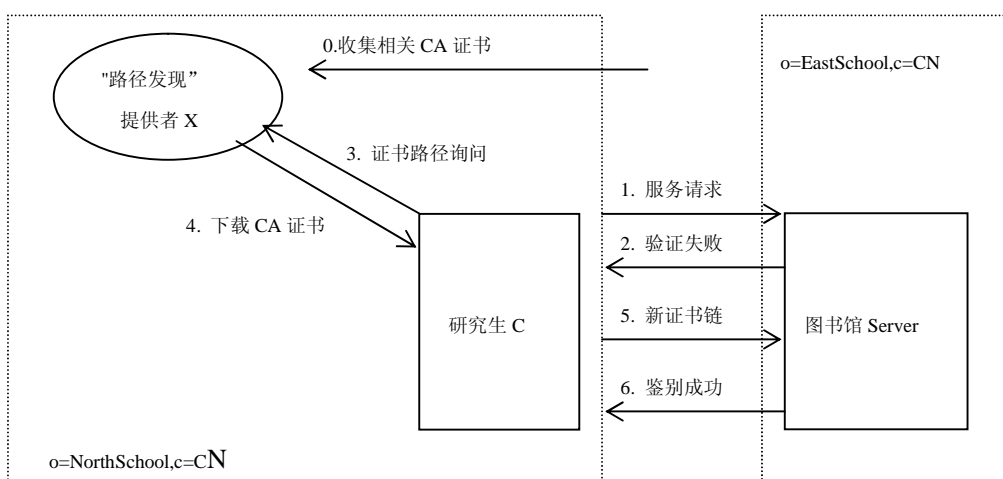 0.收集相关 CA 证书
o=EastSchool,c=CN
"路径发现”
提供者 X
3. 证书路径询问
1. 服务请求
4. 下载 CA 证书
2. 验证失败
研究生 C
5. 新证书链
图书馆 Server
6. 鉴别成功
o=NorthSchool,c=CN